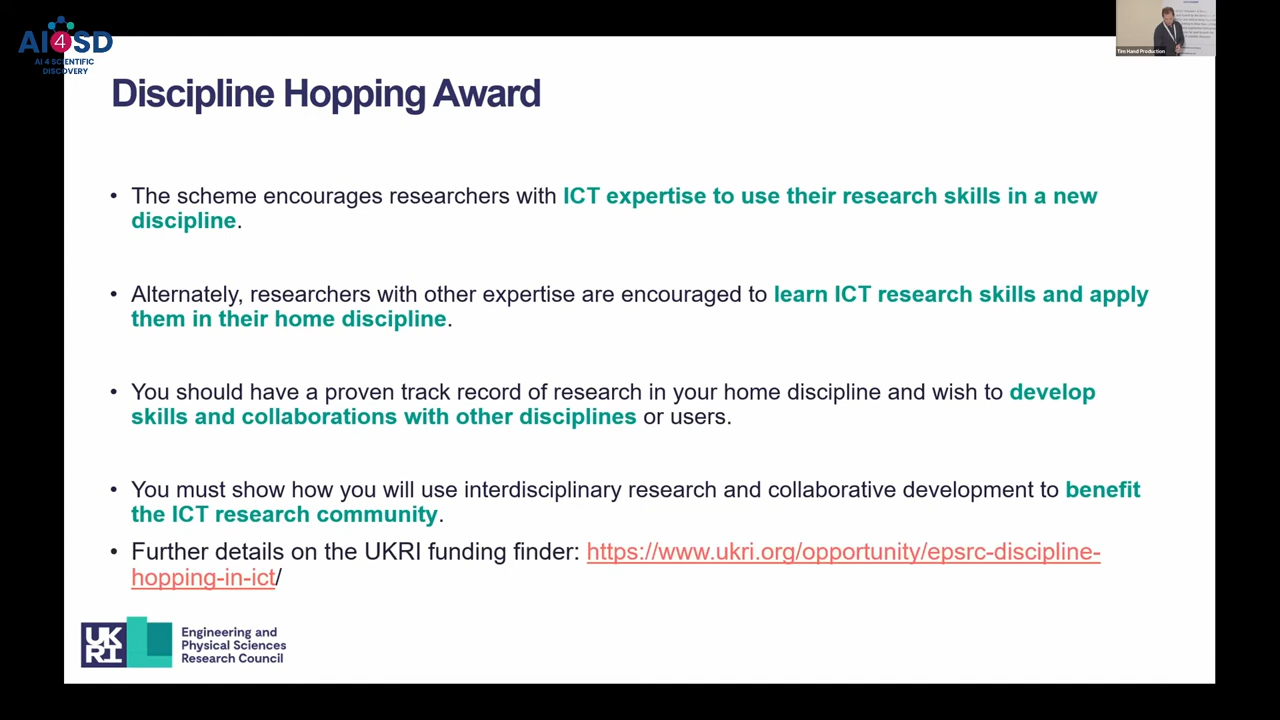 AI4SD
AI 4 SCIENTIFIC
DISCOVERY
Tim Hand Production
Discipline Hopping Award
• The scheme encourages researchers with ICT expertise to use their research skills in a new
discipline.
• Alternately, researchers with other expertise are encouraged to learn ICT research skills and apply
them in their home discipline.
• You should have a proven track record of research in your home discipline and wish to develop
skills and collaborations with other disciplines or users.
• You must show how you will use interdisciplinary research and collaborative development to benefit
the ICT research community.
• Further details on the UKRI funding finder: https://www.ukri.org/opportunity/epsrc-discipline-
hopping-in-ict/
UK
RI
Engineering and
Physical Sciences
Research Council